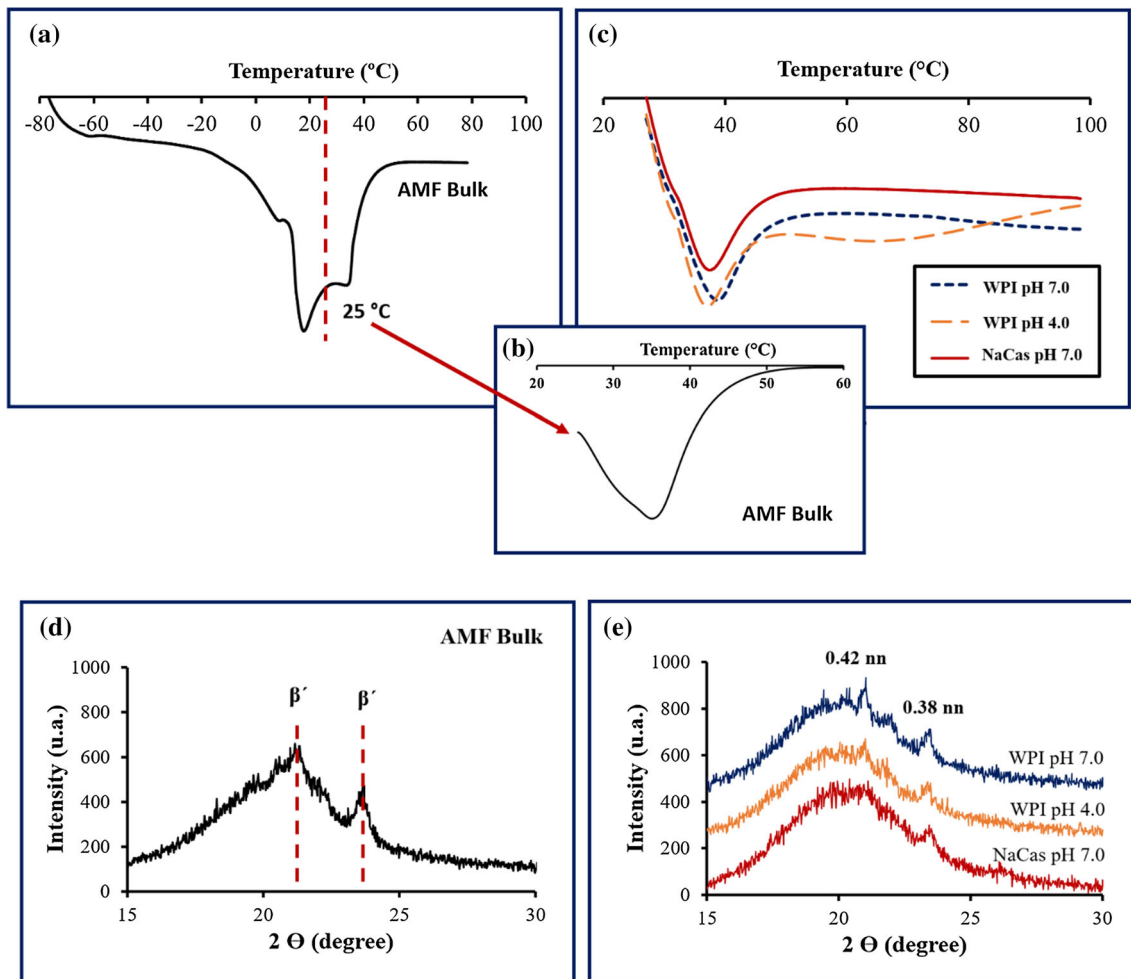 (a)
Temperature (°C)
-80 -60 -40 -20 0 20 40 60 80 100
AMF Bulk
25 °C
(c)
Temperature (°C)
20 40 60 80 100
WPI pH 7.0
WPI pH 4.0
NaCas pH 7.0
(b)
Temperature (°C)
20 30 40 50 60
AMF Bulk
(d)
AMF Bulk
1000
800
600
400
200
0
Intensity (u.a.)
β´ β´
15 20 25 30
2 ϴ (degree)
(e)
1000
800
600
400
200
0
Intensity (u.a.)
0.42 nn
0.38 nn
WPI pH 7.0
WPI pH 4.0
NaCas pH 7.0
15 20 25 30
2 ϴ (degree)